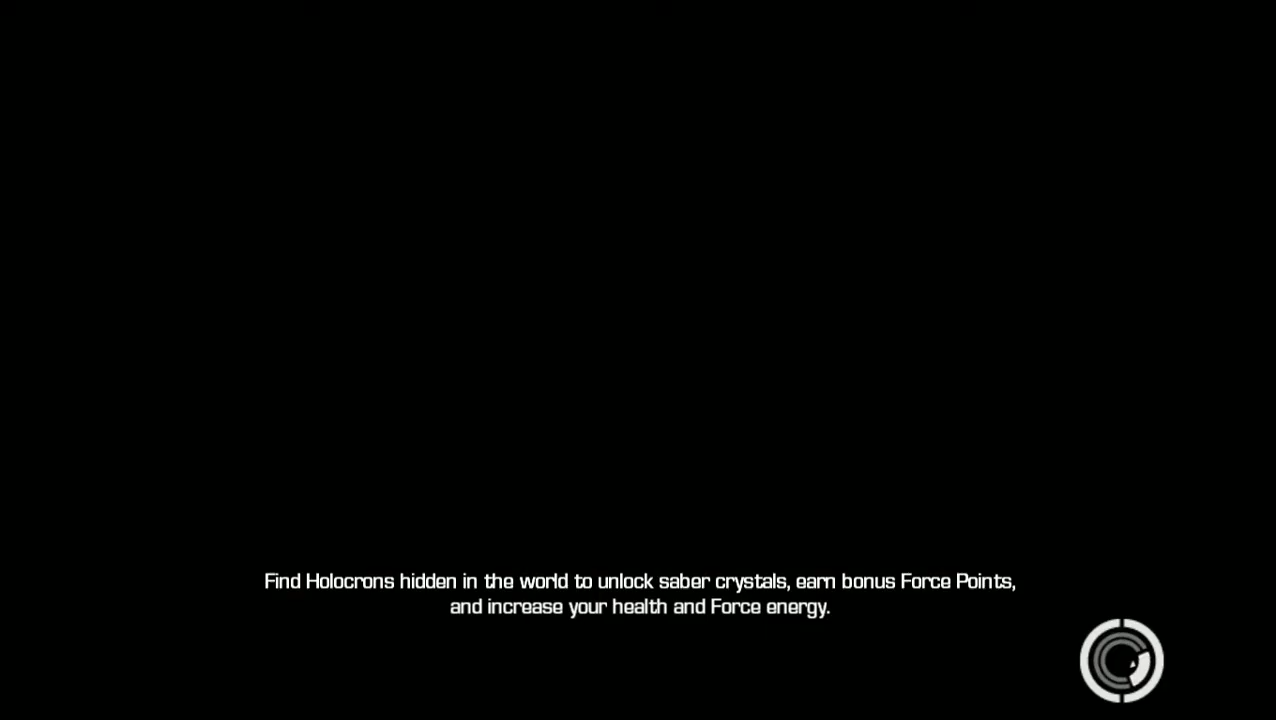 Find Holocrons hidden in the world to unlock saber crystals, earn bonus Force Points,
and increase your health and Force energy.